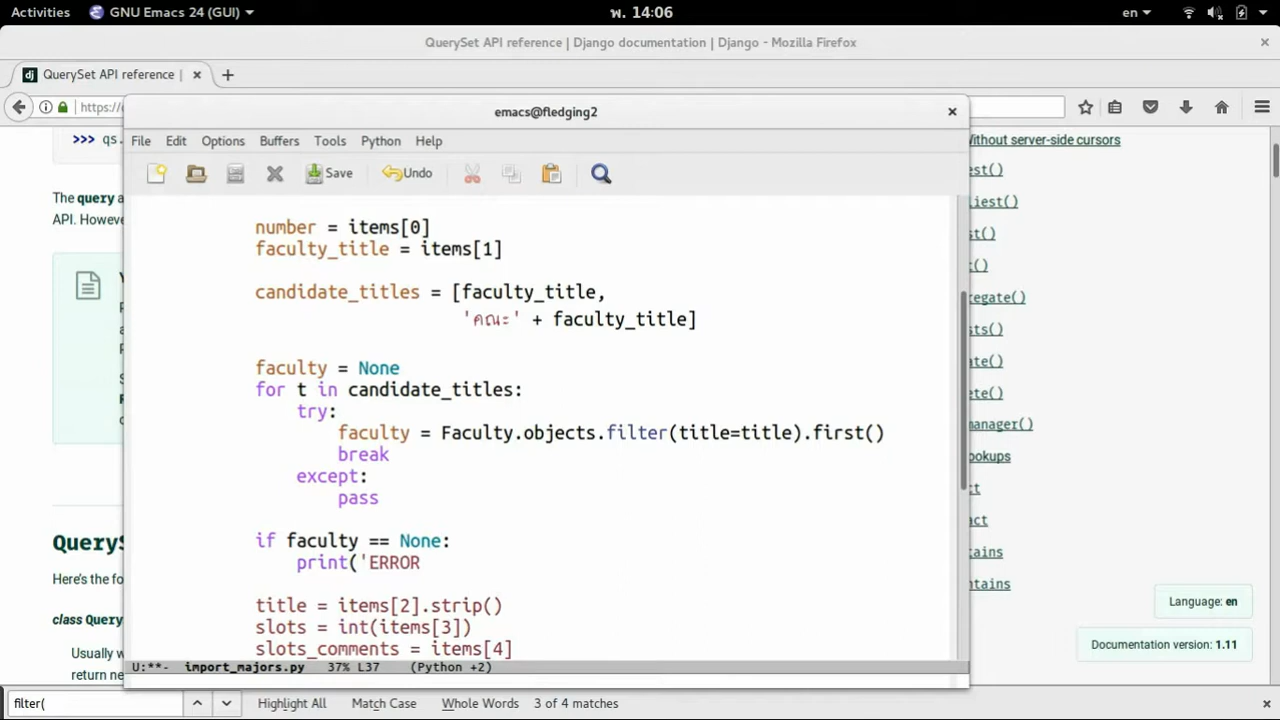 Activities GNU Emacs 24 (GUI) พ. 14:06 en
QuerySet API reference | Django documentation | Django - Mozilla Firefox
dj QuerySet API reference |
https://
emacs@fledging2
File Edit Options Buffers Tools Python Help
Save Undo
>>> qs.
The query a
API. Howeve
number = items[0]
faculty_title = items[1]
candidate_titles = [faculty_title,
'คณะ' + faculty_title]
faculty = None
for t in candidate_titles:
try:
faculty = Faculty.objects.filter(title=title).first()
break
except:
pass
if faculty == None:
print('ERROR
title = items[2].strip()
slots = int(items[3])
slots_comments = items[4]
U:**- import_majors.py 37% L37 (Python +2)
Without server-side cursors
est()
liest()
st()
t()
regate()
sts()
ate()
ete()
manager()
ookups
ct
act
tains
ntains
QueryS
Here's the fo
class Query
Usually w
return ne
Language: en
Documentation version: 1.11
filter( Highlight All Match Case Whole Words 3 of 4 matches